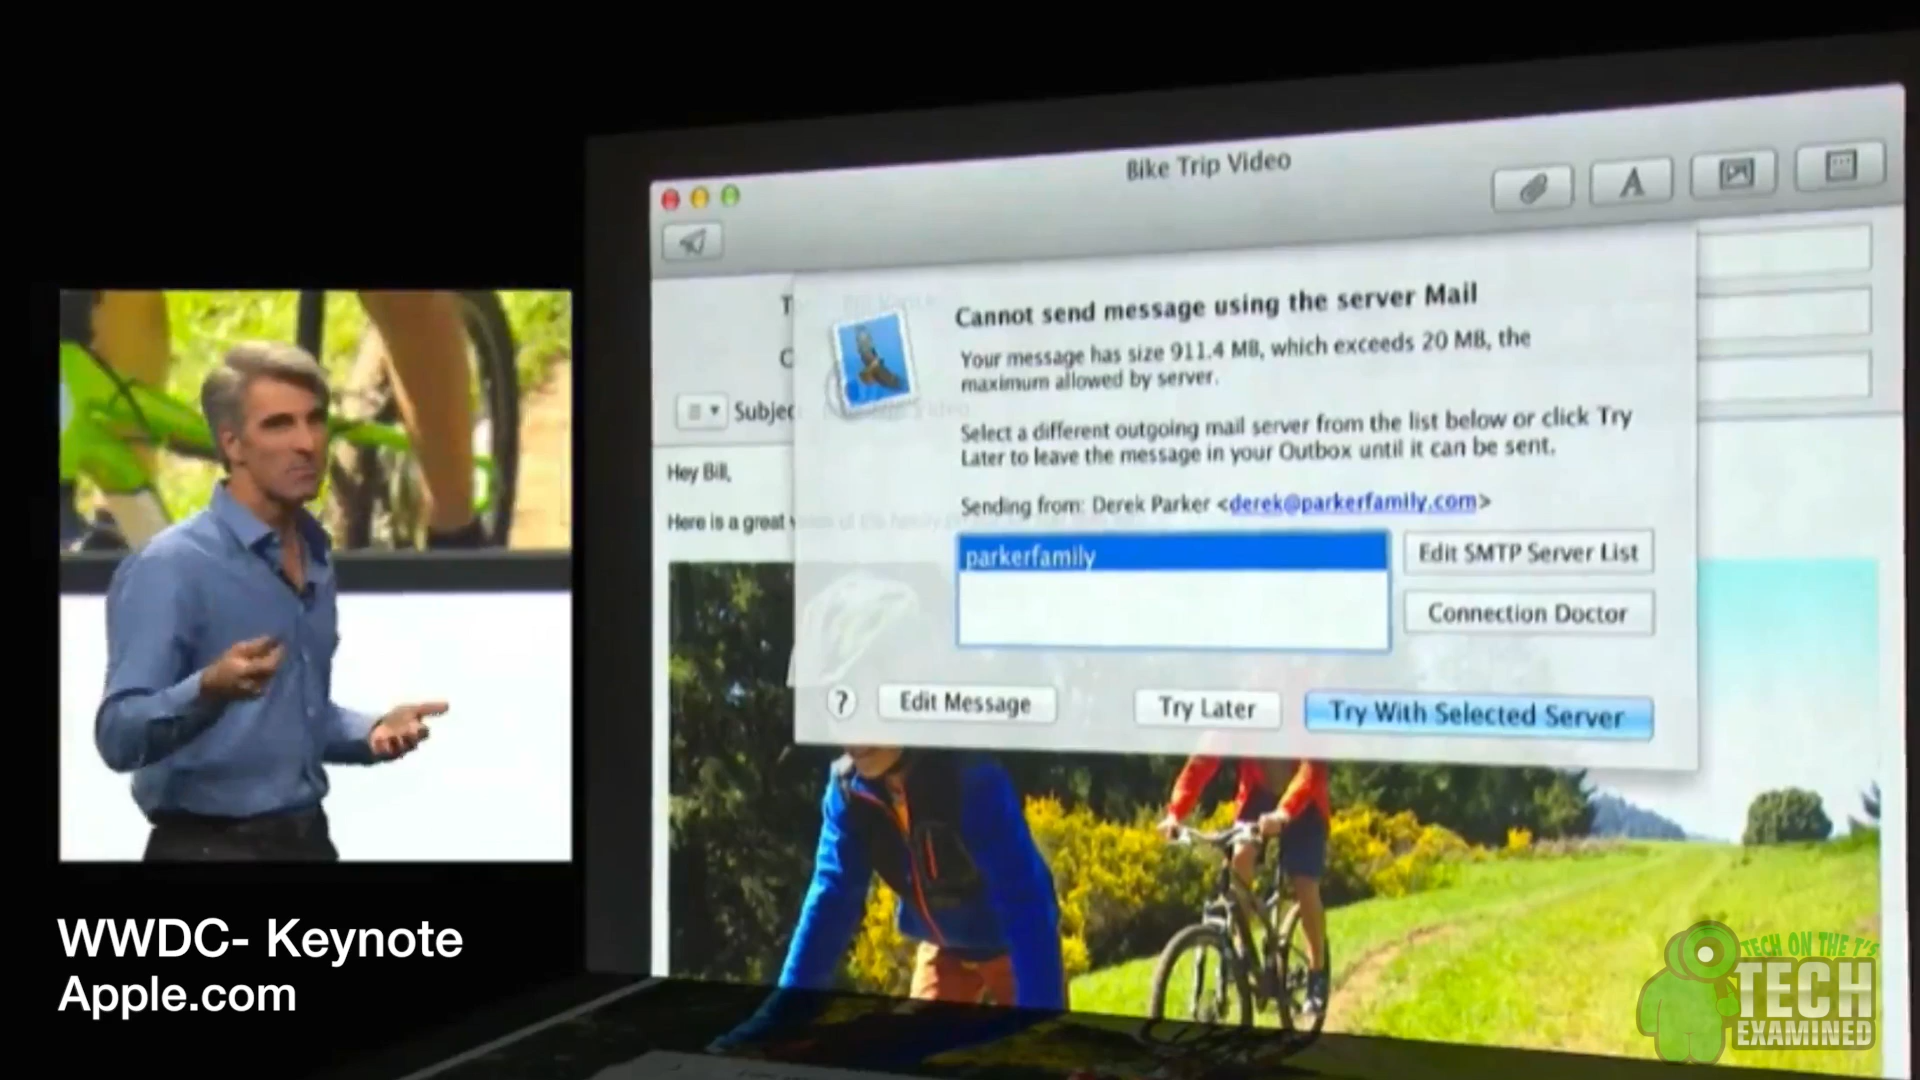 Bike Trip Video
A
Cannot send message using the server Mail
Your message has size 911.4 MB, which exceeds 20 MB, the
maximum allowed by server.
Subjec
Select a different outgoing mail server from the list below or click Try
Later to leave the message in your Outbox until it can be sent.
Hey Bill,
Sending from: Derek Parker <derek@parkerfamily.com>
Here is a great
parkerfamily
Edit SMTP Server List
Connection Doctor
?
Edit Message
Try Later
Try With Selected Server
WWDC- Keynote
Apple.com
TECH ON THE T's
TECH
EXAMINED